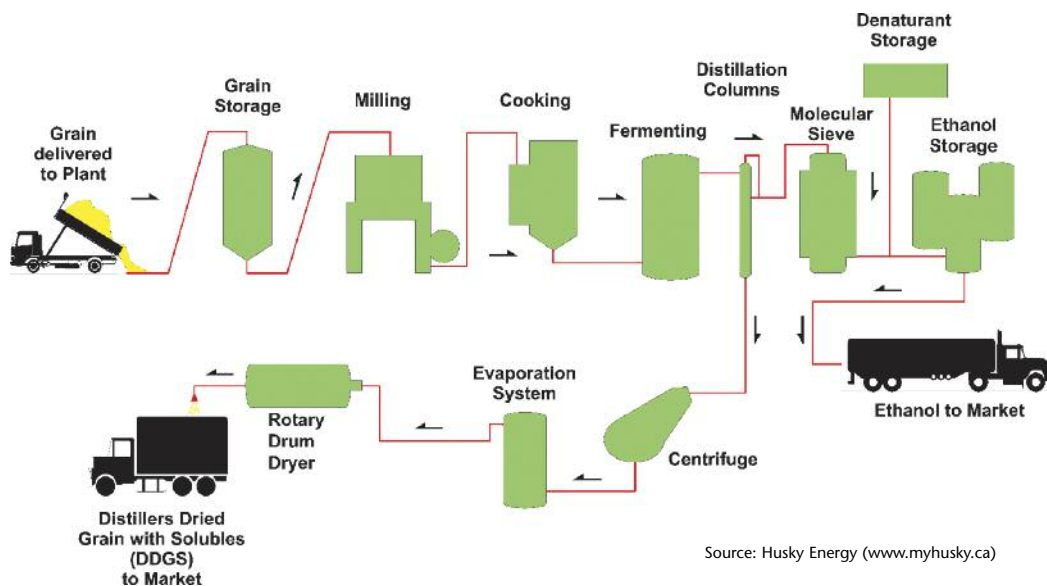 Grain
delivered
to Plant
Grain
Storage
Milling
Cooking
Fermenting
Distillation
Columns
Molecular
Sieve
Denaturant
Storage
Ethanol
Storage
Ethanol to Market
Centrifuge
Evaporation
System
Rotary
Drum
Dryer
Distillers Dried
Grain with Solubles
(DDGS)
to Market
Source: Husky Energy (www.myhusky.ca)